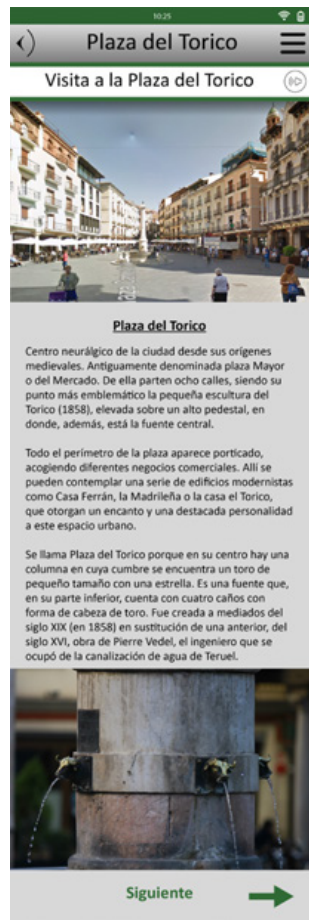 10:25
Plaza del Torico
Visita a la Plaza del Torico
Plaza del Torico
Centro neurálgico de la ciudad desde sus orígenes
medievales. Antiguamente denominada plaza Mayor
o del Mercado. De ella parten ocho calles, siendo su
punto más emblemático la pequeña escultura del
Torico (1858), elevada sobre un alto pedestal, en
donde, además, está la fuente central.
Todo el perímetro de la plaza aparece porticado,
acogiendo diferentes negocios comerciales. Allí se
pueden contemplar una serie de edificios modernistas
como Casa Ferrán, la Madrileña o la casa el Torico,
que otorgan un encanto y una destacada personalidad
a este espacio urbano.
Se llama Plaza del Torico porque en su centro hay una
columna en cuya cumbre se encuentra un toro de
pequeño tamaño con una estrella. Es una fuente que,
en su parte inferior, cuenta con cuatro caños con
forma de cabeza de toro. Fue creada a mediados del
siglo XIX (en 1858) en sustitución de una anterior, del
siglo XVI, obra de Pierre Vedel, el ingeniero que se
ocupó de la canalización de agua de Teruel.
Siguiente